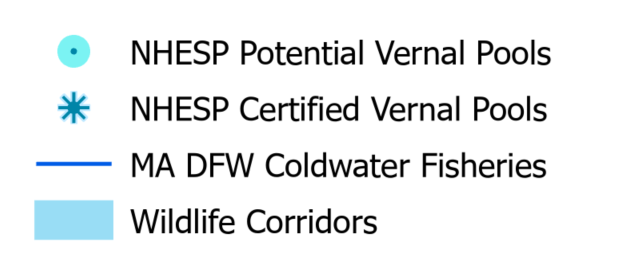 NHESP Potential Vernal Pools
NHESP Certified Vernal Pools
MA DFW Coldwater Fisheries
Wildlife Corridors